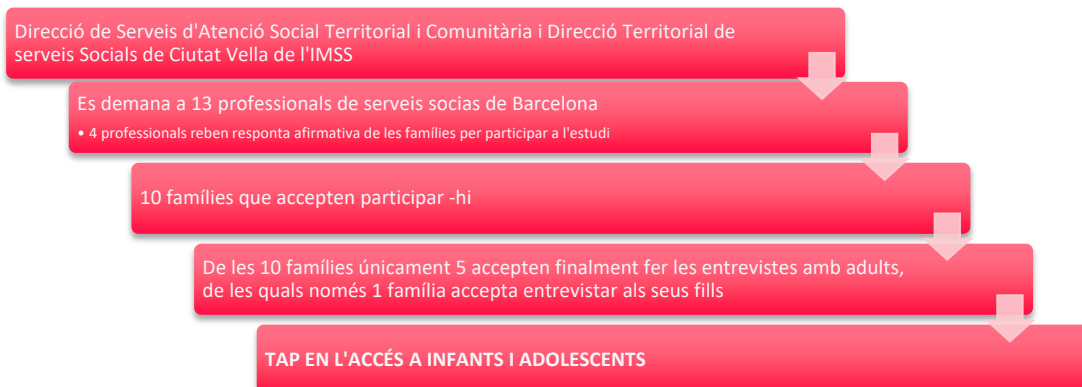 Direcció de Serveis d'Atenció Social Territorial i Comunitària i Direcció Territorial de
serveis Socials de Ciutat Vella de l'IMSS
Es demana a 13 professionals de serveis socias de Barcelona
• 4 professionals reben responta afirmativa de les famílies per participar a l'estudi
10 famílies que accepten participar -hi
De les 10 famílies únicament 5 accepten finalment fer les entrevistes amb adults,
de les quals només 1 família accepta entrevistar als seus fills
TAP EN L'ACCÉS A INFANTS I ADOLESCENTS